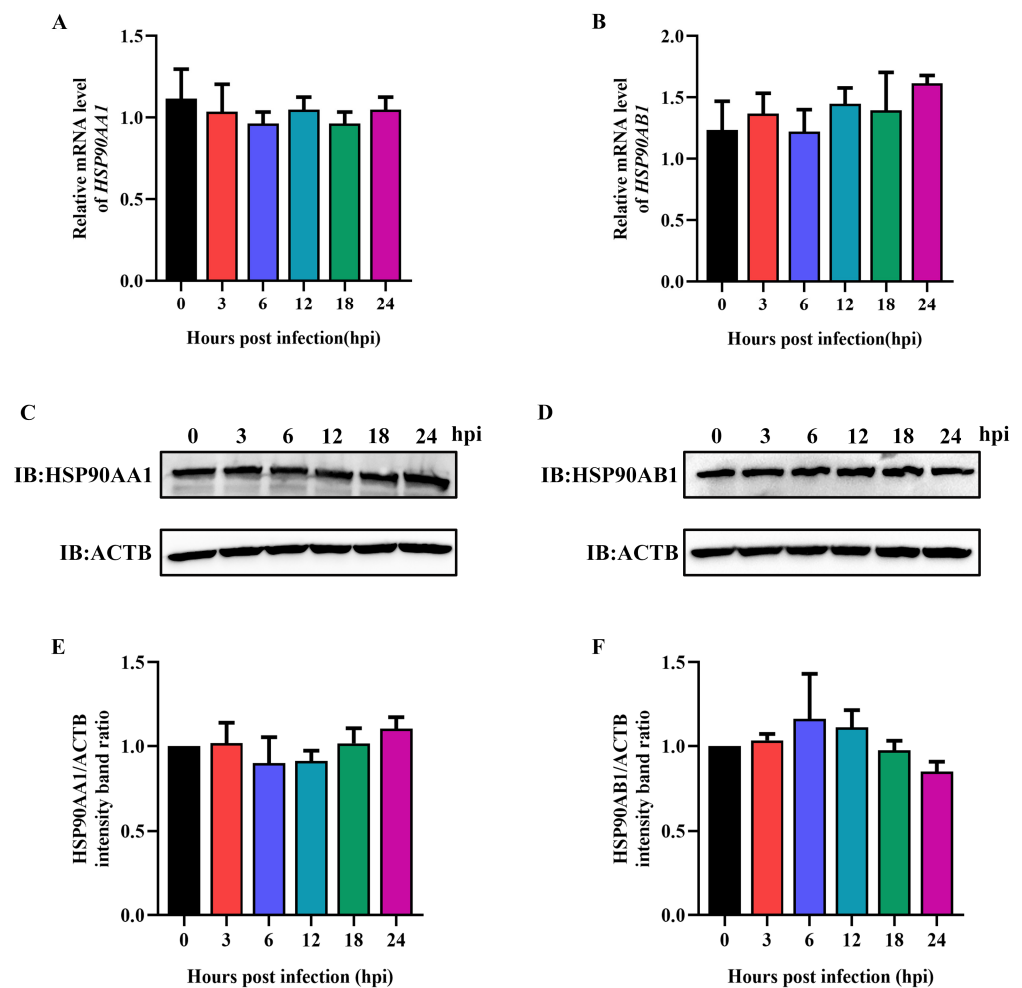 A
Relative mRNA level
of HSP90AA1
1.5
1.0
0.5
0.0
0 3 6 12 18 24
Hours post infection(hpi)
B
Relative mRNA level
of HSP90AB1
2.0
1.5
1.0
0.5
0.0
0 3 6 12 18 24
Hours post infection(hpi)
C
0 3 6 12 18 24 hpi
IB:HSP90AA1
IB:ACTB
D
0 3 6 12 18 24 hpi
IB:HSP90AB1
IB:ACTB
E
HSP90AA1/ACTB
intensity band ratio
1.5
1.0
0.5
0.0
0 3 6 12 18 24
Hours post infection (hpi)
F
HSP90AB1/ACTB
intensity band ratio
1.5
1.0
0.5
0.0
0 3 6 12 18 24
Hours post infection (hpi)